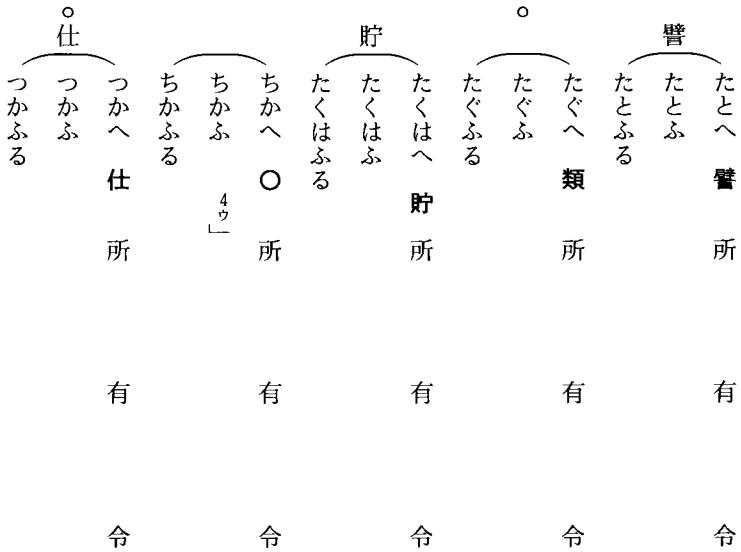 譬
たとへ 譬 所 有 令
たとふ
たとふる
○
たぐへ 類 所 有 令
たぐふ
たぐふる
貯
たくはへ 貯 所 有 令
たくはふ
たくはふる
ちかへ ○ 所 有 令
ちかふ 4ゥ」
ちかふる
○仕
つかへ 仕 所 有 令
つかふ
つかふる